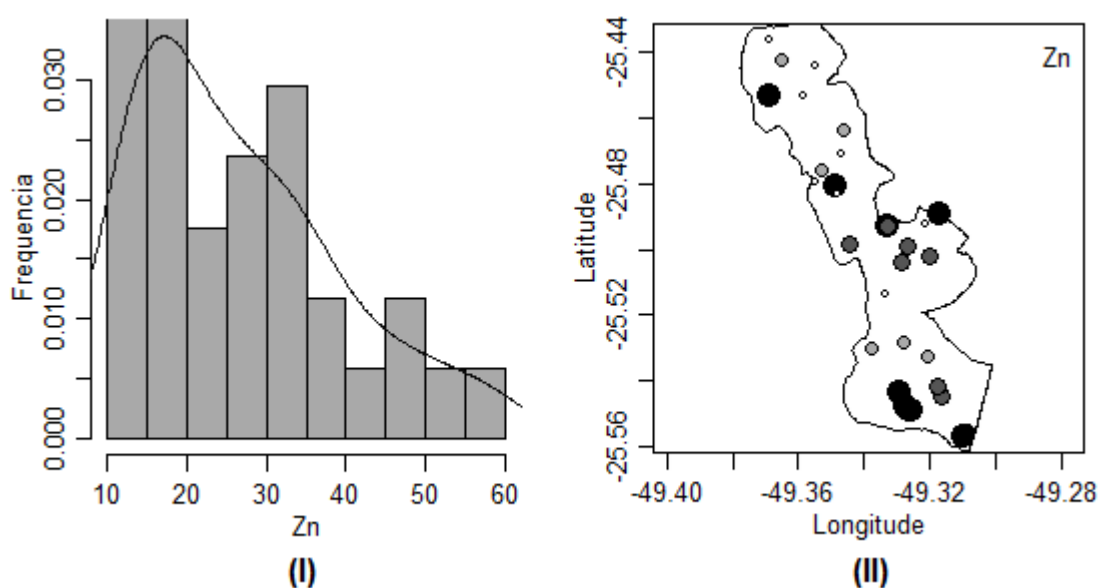 Frequencia
0.000
0.010
0.020
0.030
10 20 30 40 50 60
Zn
(I)
Zn
Latitude
-25.56
-25.52
-25.48
-25.44
-49.40 -49.36 -49.32 -49.28
Longitude
(II)